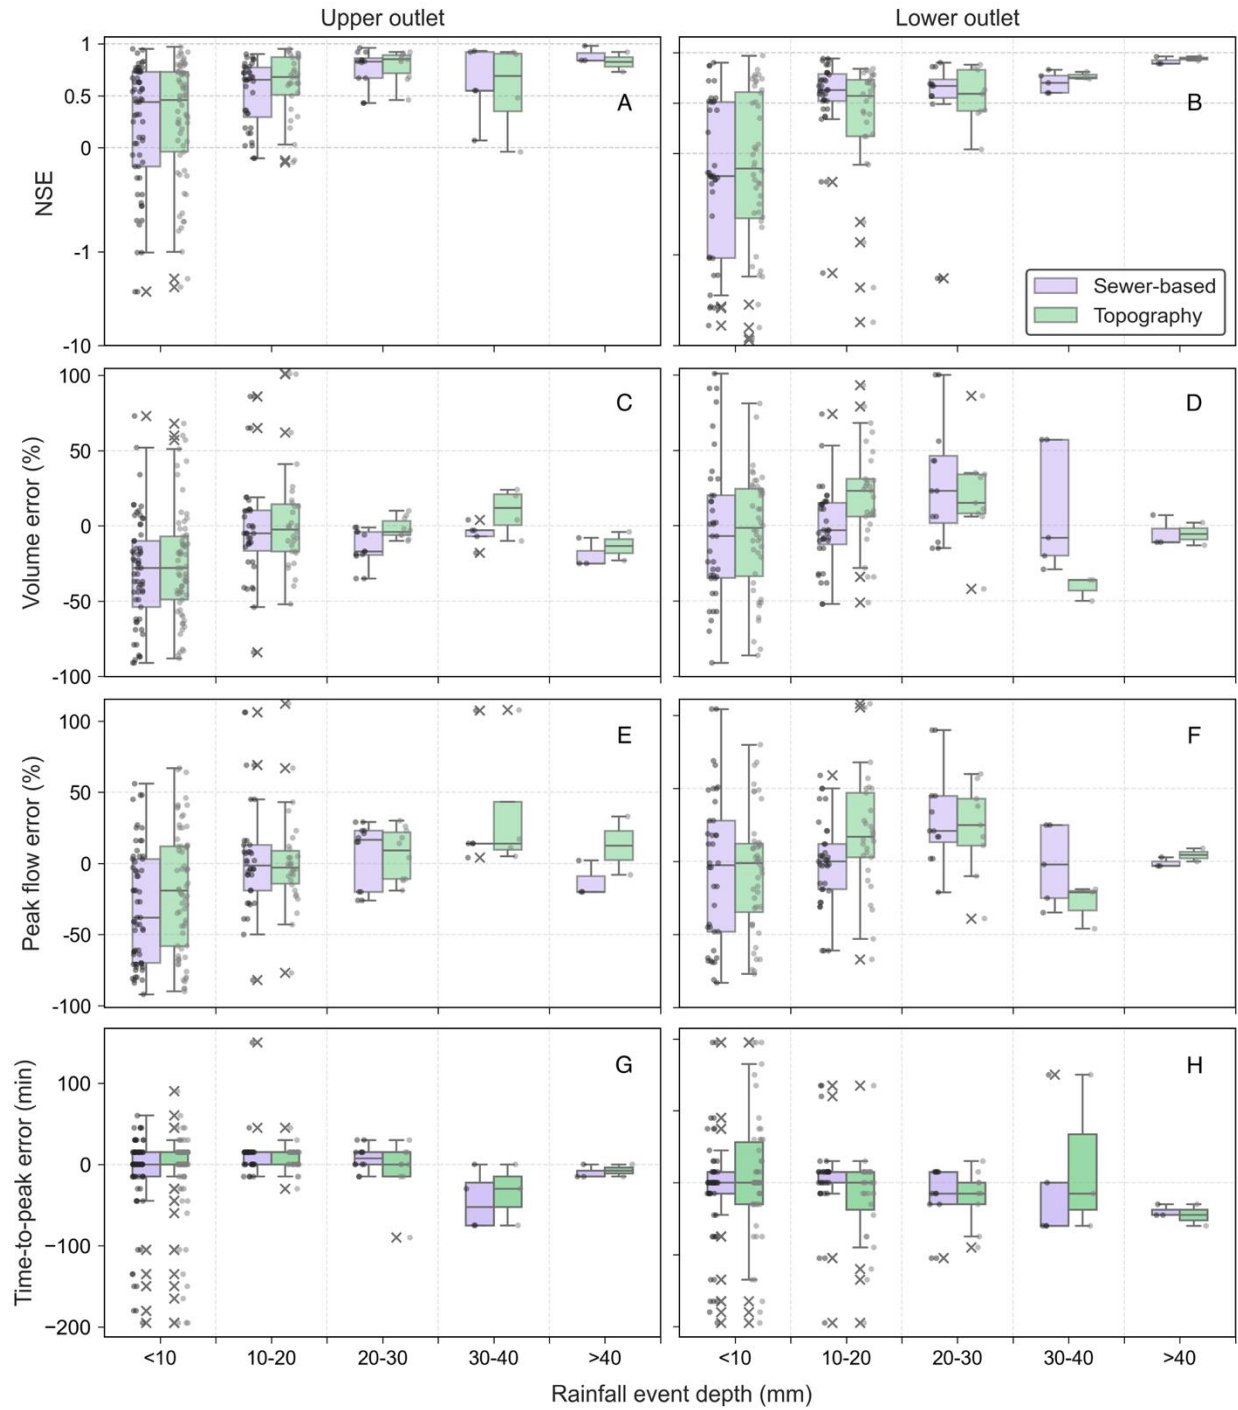 Upper outlet
Lower outlet
NSE
1
0.5
0
-1
-10
A
B
Sewer-based
Topography
Volume error (%)
100
50
0
-50
-100
C
D
Peak flow error (%)
100
50
0
-50
-100
E
F
Time-to-peak error (min)
100
0
−100
−200
G
H
<10 10-20 20-30 30-40 >40
<10 10-20 20-30 30-40 >40
Rainfall event depth (mm)